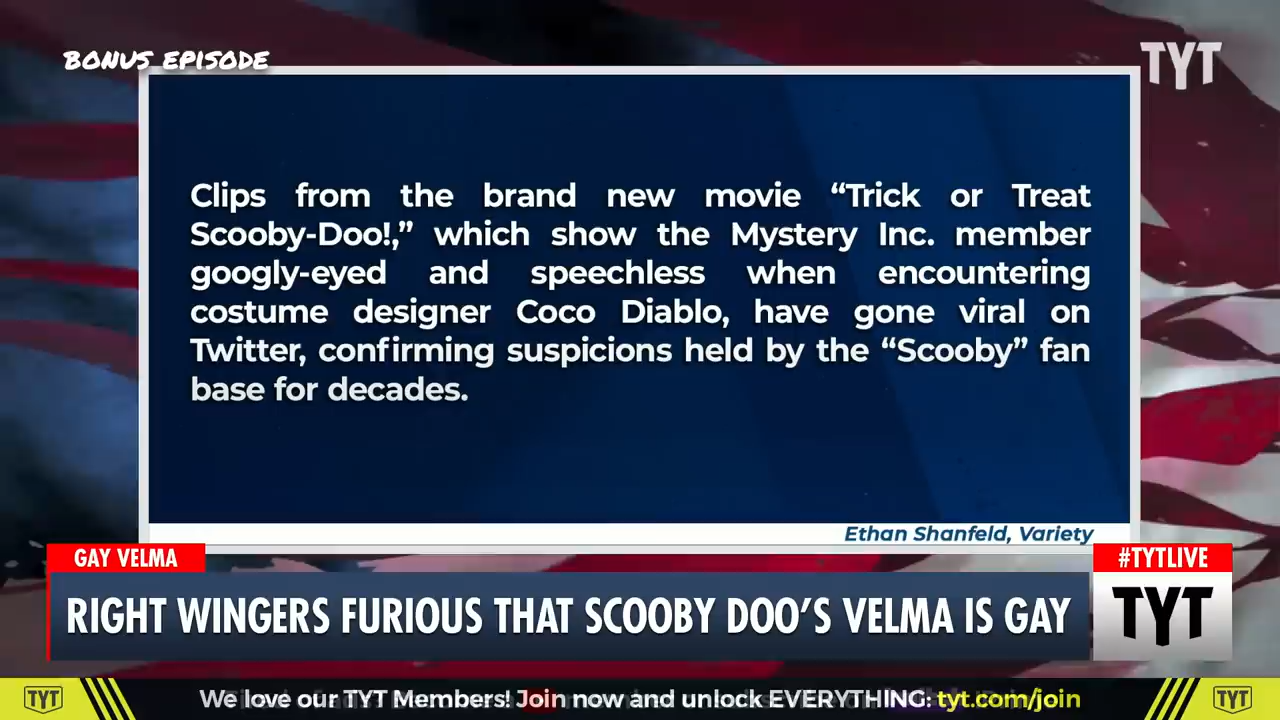 BONUS EPISODE
TYT
Clips from the brand new movie “Trick or Treat
Scooby-Doo!,” which show the Mystery Inc. member
googly-eyed and speechless when encountering
costume designer Coco Diablo, have gone viral on
Twitter, confirming suspicions held by the “Scooby” fan
base for decades.
Ethan Shanfeld, Variety
GAY VELMA
#TYTLIVE
RIGHT WINGERS FURIOUS THAT SCOOBY DOO'S VELMA IS GAY
TYT
TYT
We love our TYT Members! Join now and unlock EVERYTHING: tyt.com/join
TYT